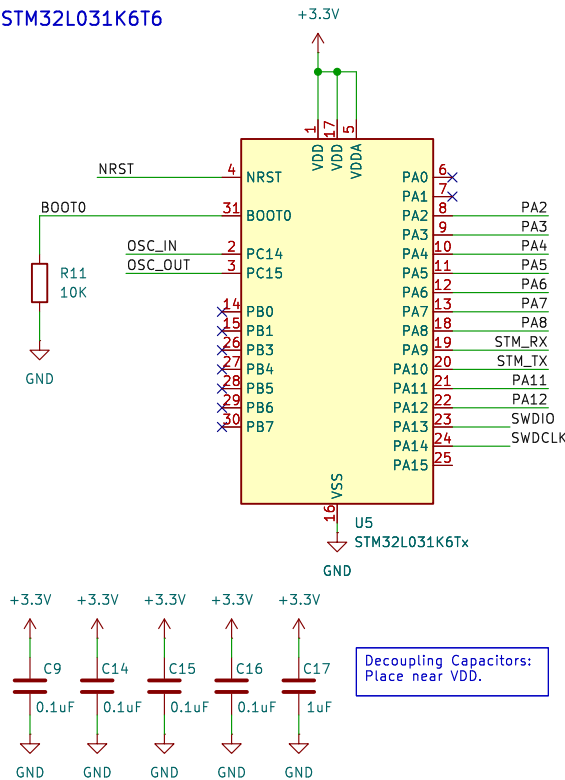 STM32L031K6T6
+3.3V
1
17
5
VDD
VDD
VDDA
NRST
4
NRST
BOOT0
31
BOOT0
OSC_IN
2
PC14
OSC_OUT
3
PC15
R11
10K
GND
14
PB0
15
PB1
26
PB3
27
PB4
28
PB5
29
PB6
30
PB7
PA0
6
PA1
7
PA2
8
PA2
PA3
9
PA3
PA4
10
PA4
PA5
11
PA5
PA6
12
PA6
PA7
13
PA7
PA8
18
PA8
PA9
19
STM_RX
PA10
20
STM_TX
PA11
21
PA11
PA12
22
PA12
PA13
23
SWDIO
PA14
24
SWDCLK
PA15
25
VSS
16
U5
STM32L031K6Tx
GND
+3.3V
+3.3V
+3.3V
+3.3V
+3.3V
C9
C14
C15
C16
C17
0.1uF
0.1uF
0.1uF
0.1uF
1uF
GND
GND
GND
GND
GND
Decoupling Capacitors:
Place near VDD.